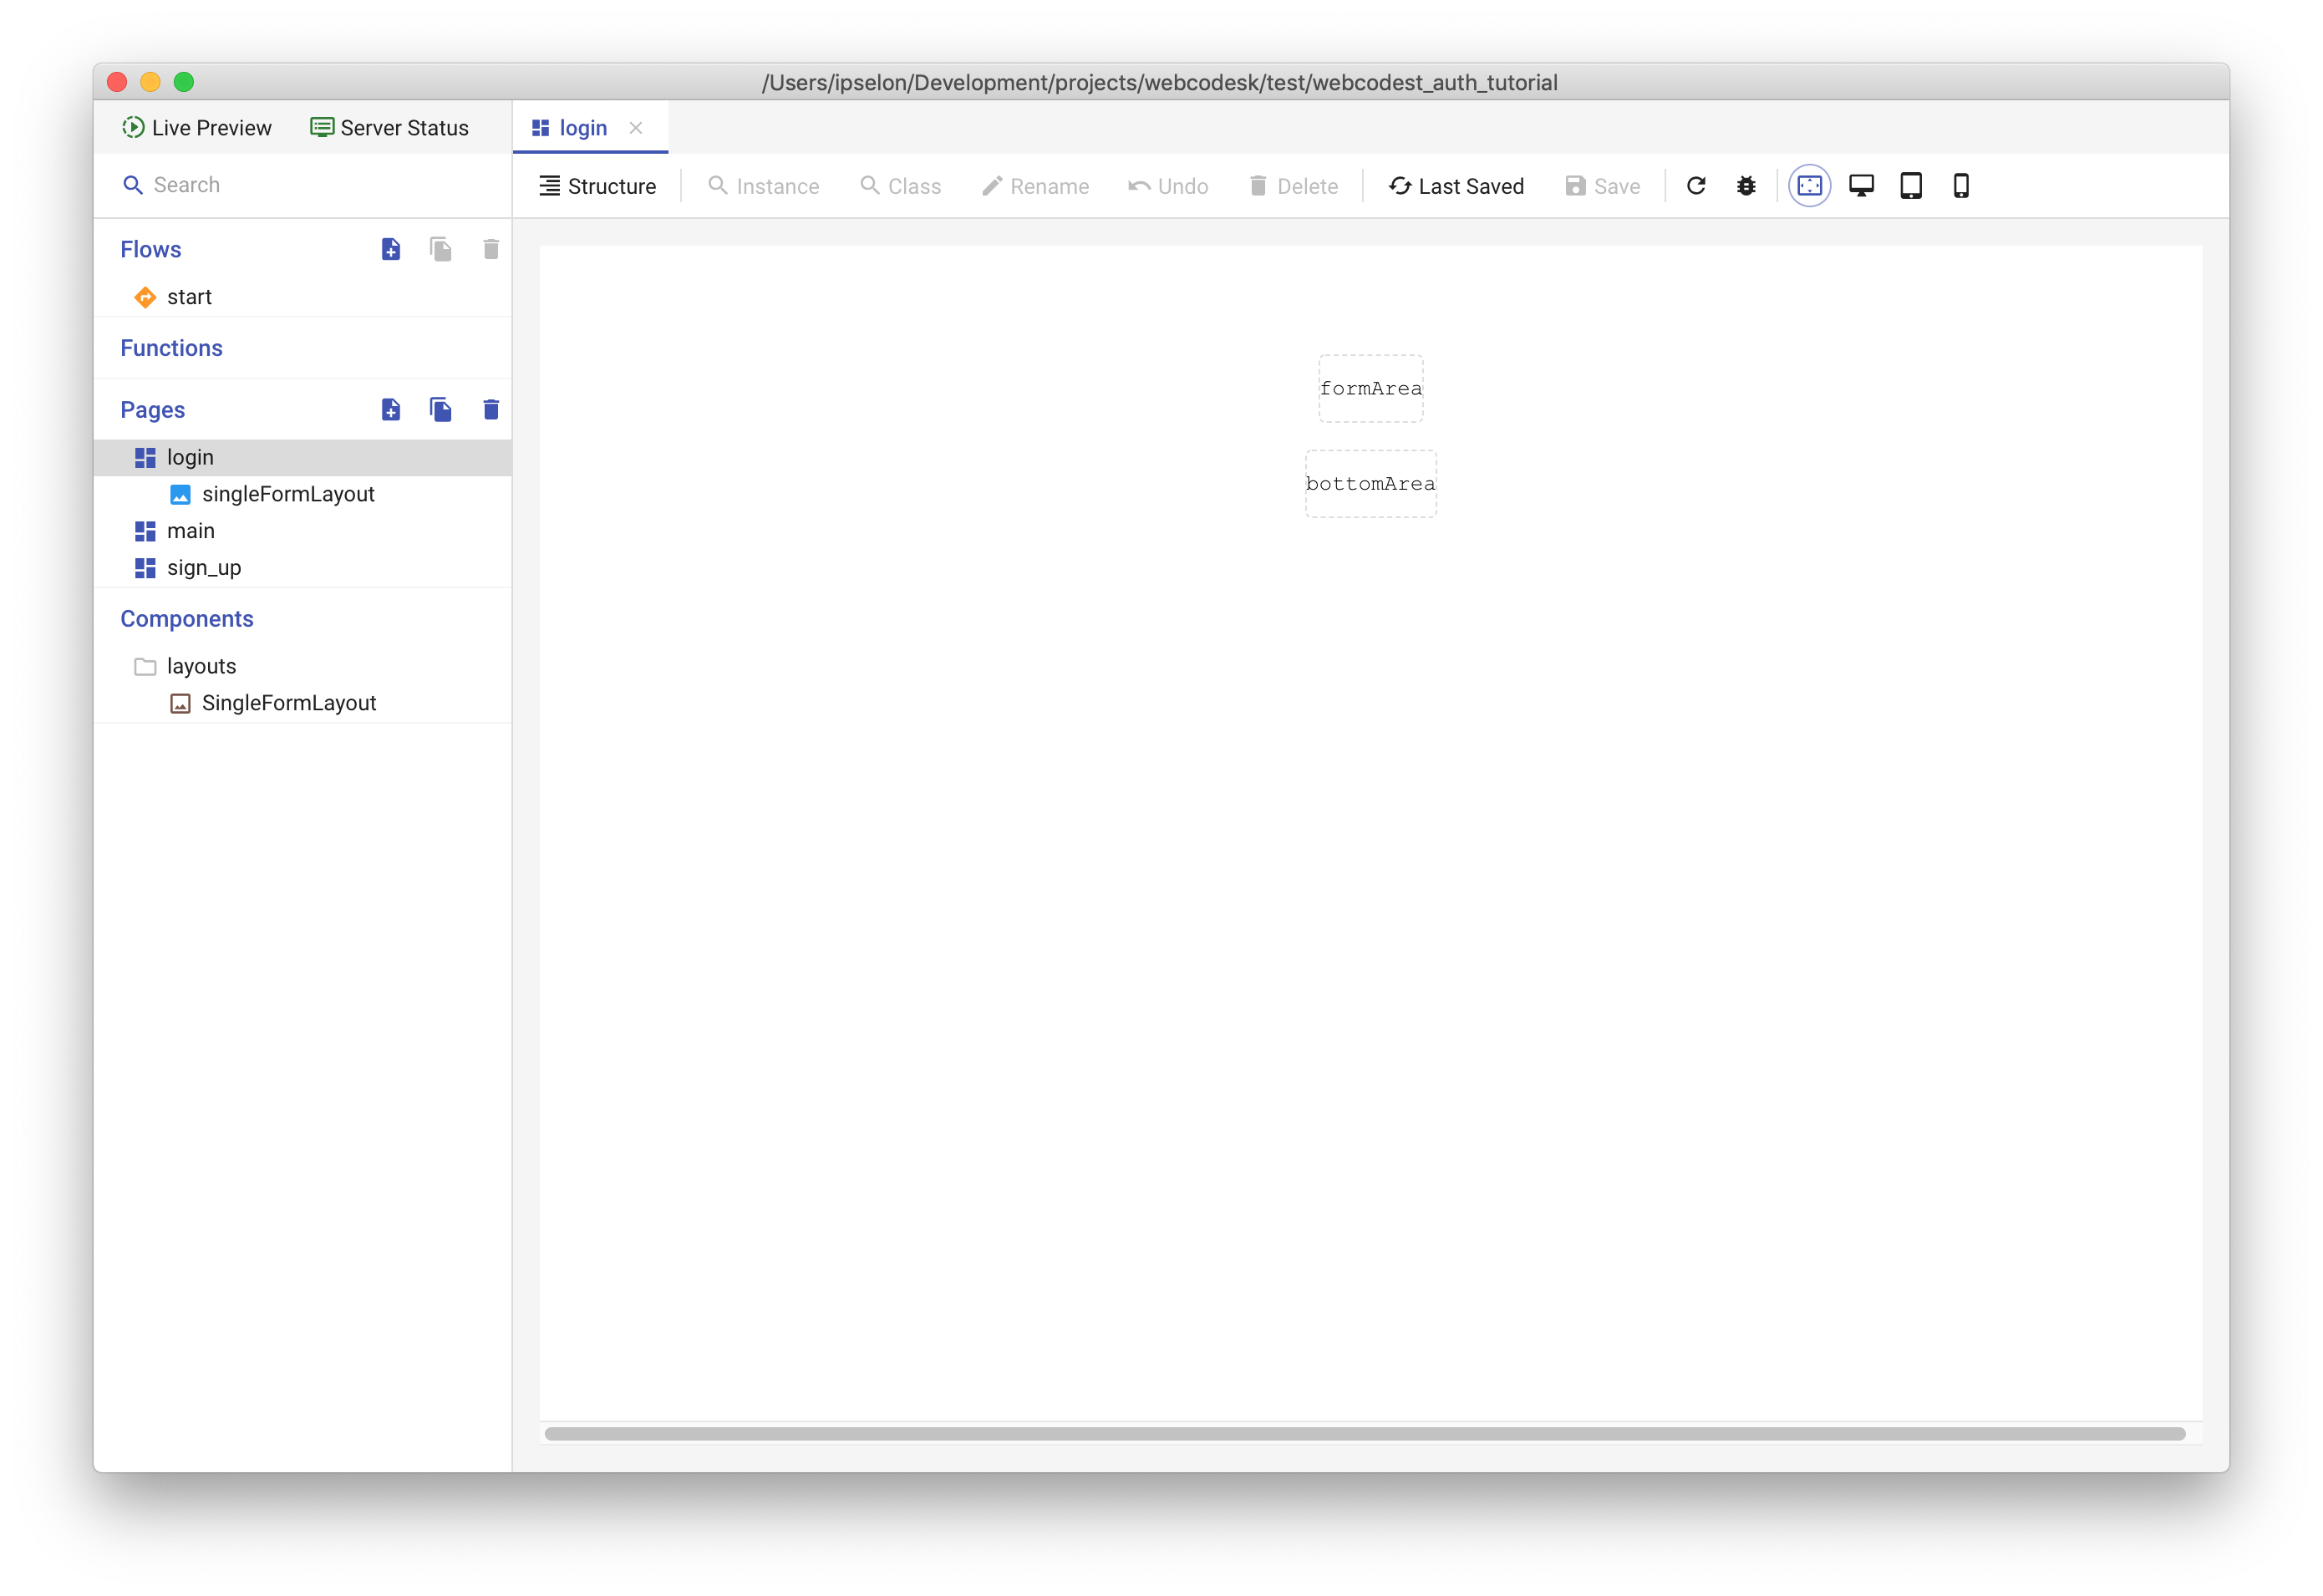 /Users/ipselon/Development/projects/webcodesk/test/webcodest_auth_tutorial
Live Preview Server Status login
Search
Structure Instance Class Rename Undo Delete Last Saved Save
Flows
start
Functions
Pages
login
singleFormLayout
main
sign_up
Components
layouts
SingleFormLayout
formArea
bottomArea